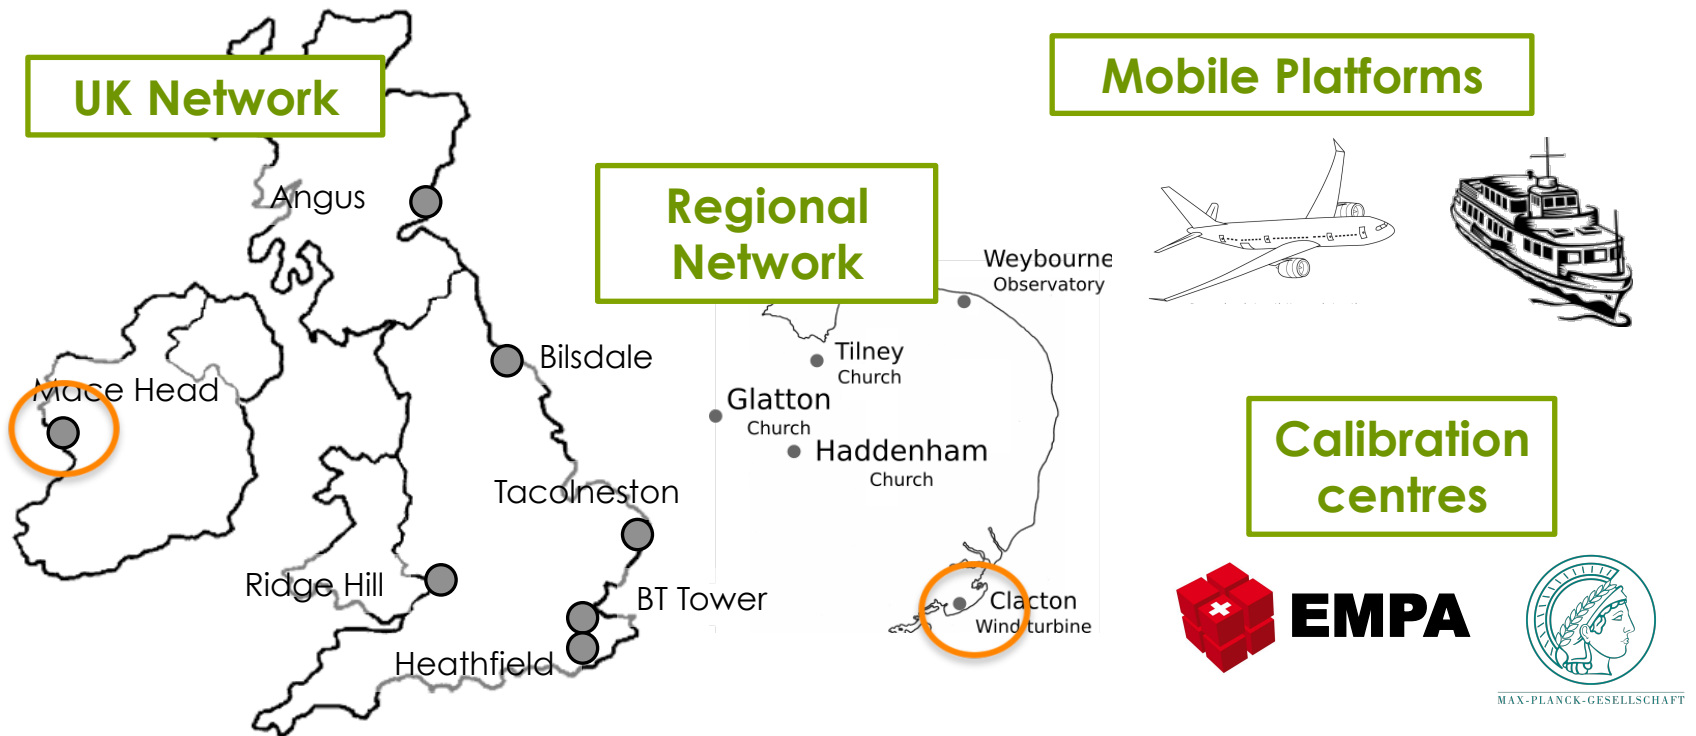 UK Network
Angus
Mace Head
Bilsdale
Tacolneston
Ridge Hill
BT Tower
Heathfield
Regional
Network
Weybourne
Observatory
Tilney
Church
Glatton
Church
Haddenham
Church
Clacton
Wind turbine
Mobile Platforms
Calibration
centres
EMPA
MAX-PLANCK-GESELLSCHAFT